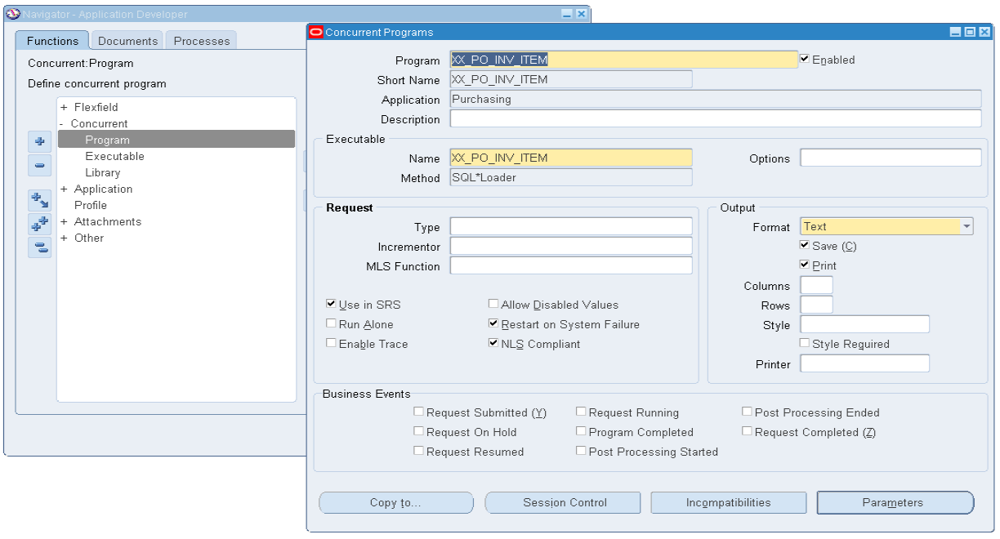 Navigator - Application Developer
Functions
Documents
Processes
Concurrent:Program
Define concurrent program
+ Flexfield
- Concurrent
Program
Executable
Library
+ Application
Profile
+ Attachments
+ Other
Concurrent Programs
Program XX_PO_INV_ITEM Enabled
Short Name XX_PO_INV_ITEM
Application Purchasing
Description
Executable
Name XX_PO_INV_ITEM Options
Method SQL*Loader
Request
Type
Incrementor
MLS Function
Use in SRS Allow Disabled Values
Run Alone Restart on System Failure
Enable Trace NLS Compliant
Output
Format Text
Save (C)
Print
Columns
Rows
Style
Style Required
Printer
Business Events
Request Submitted (Y) Request Running Post Processing Ended
Request On Hold Program Completed Request Completed (Z)
Request Resumed Post Processing Started
Copy to... Session Control Incompatibilities Parameters